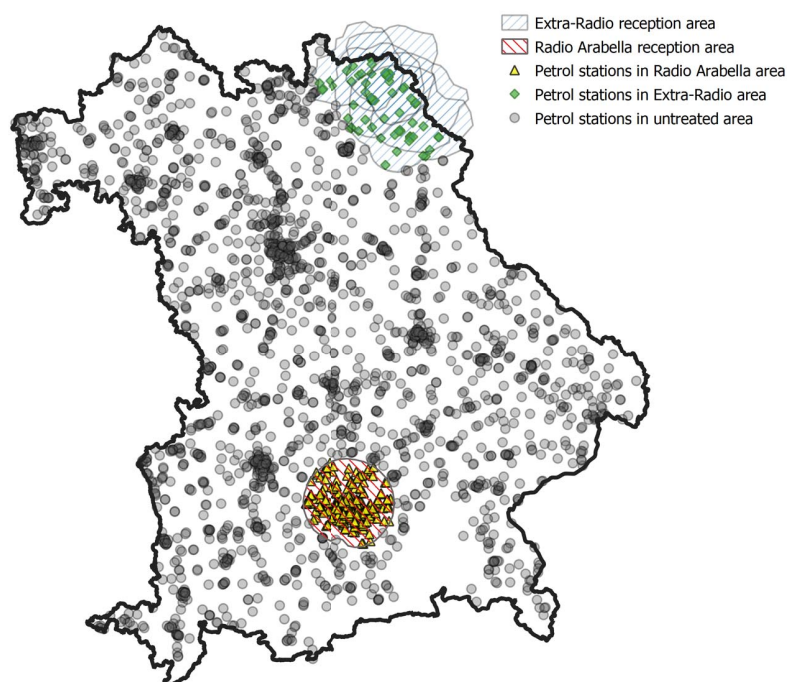 Extra-Radio reception area
Radio Arabella reception area
Petrol stations in Radio Arabella area
Petrol stations in Extra-Radio area
Petrol stations in untreated area